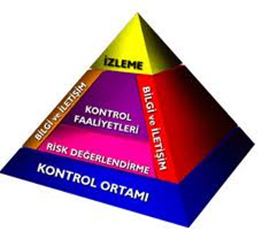 İZLEME
BİLGİ ve İLETİŞİM
KONTROL
FAALİYETLERİ
BİLGİ ve İLETİŞİM
RİSK DEĞERLENDİRME
KONTROL ORTAMI